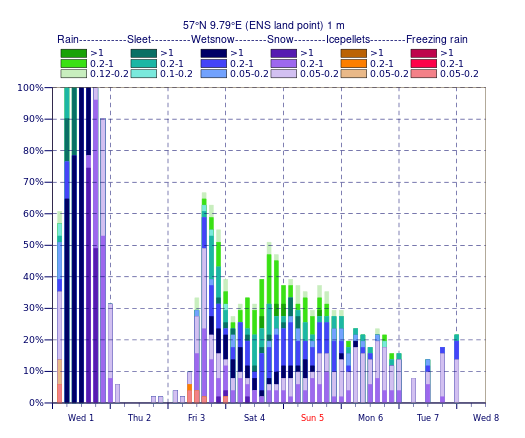 57°N 9.79°E (ENS land point) 1 m
Rain-----------Sleet------------Wetsnow--------Snow--------Icepellets-------Freezing rain
>1 >1 >1 >1 >1 >1
0.2-1 0.2-1 0.2-1 0.2-1 0.2-1 0.2-1
0.12-0.2 0.1-0.2 0.05-0.2 0.05-0.2 0.05-0.2 0.05-0.2
100%
90%
80%
70%
60%
50%
40%
30%
20%
10%
0%
Wed 1 Thu 2 Fri 3 Sat 4 Sun 5 Mon 6 Tue 7 Wed 8